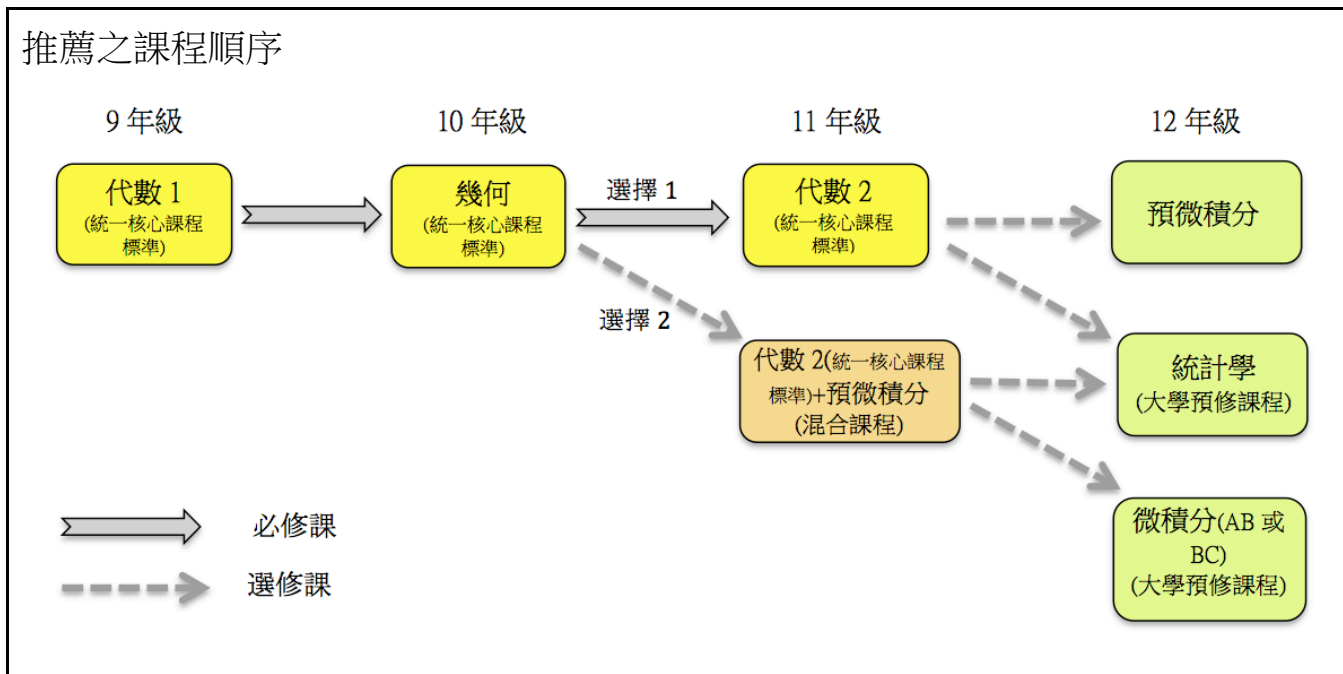 推薦之課程順序
9 年級
10 年級
11 年級
12 年級
代數 1
(統一核心課程
標準)
幾何
(統一核心課程
標準)
選擇 1
代數 2
(統一核心課程
標準)
預微積分
選擇 2
代數 2(統一核心課程
標準)+預微積分
(混合課程)
統計學
(大學預修課程)
微積分(AB 或
BC)
(大學預修課程)
必修課
選修課